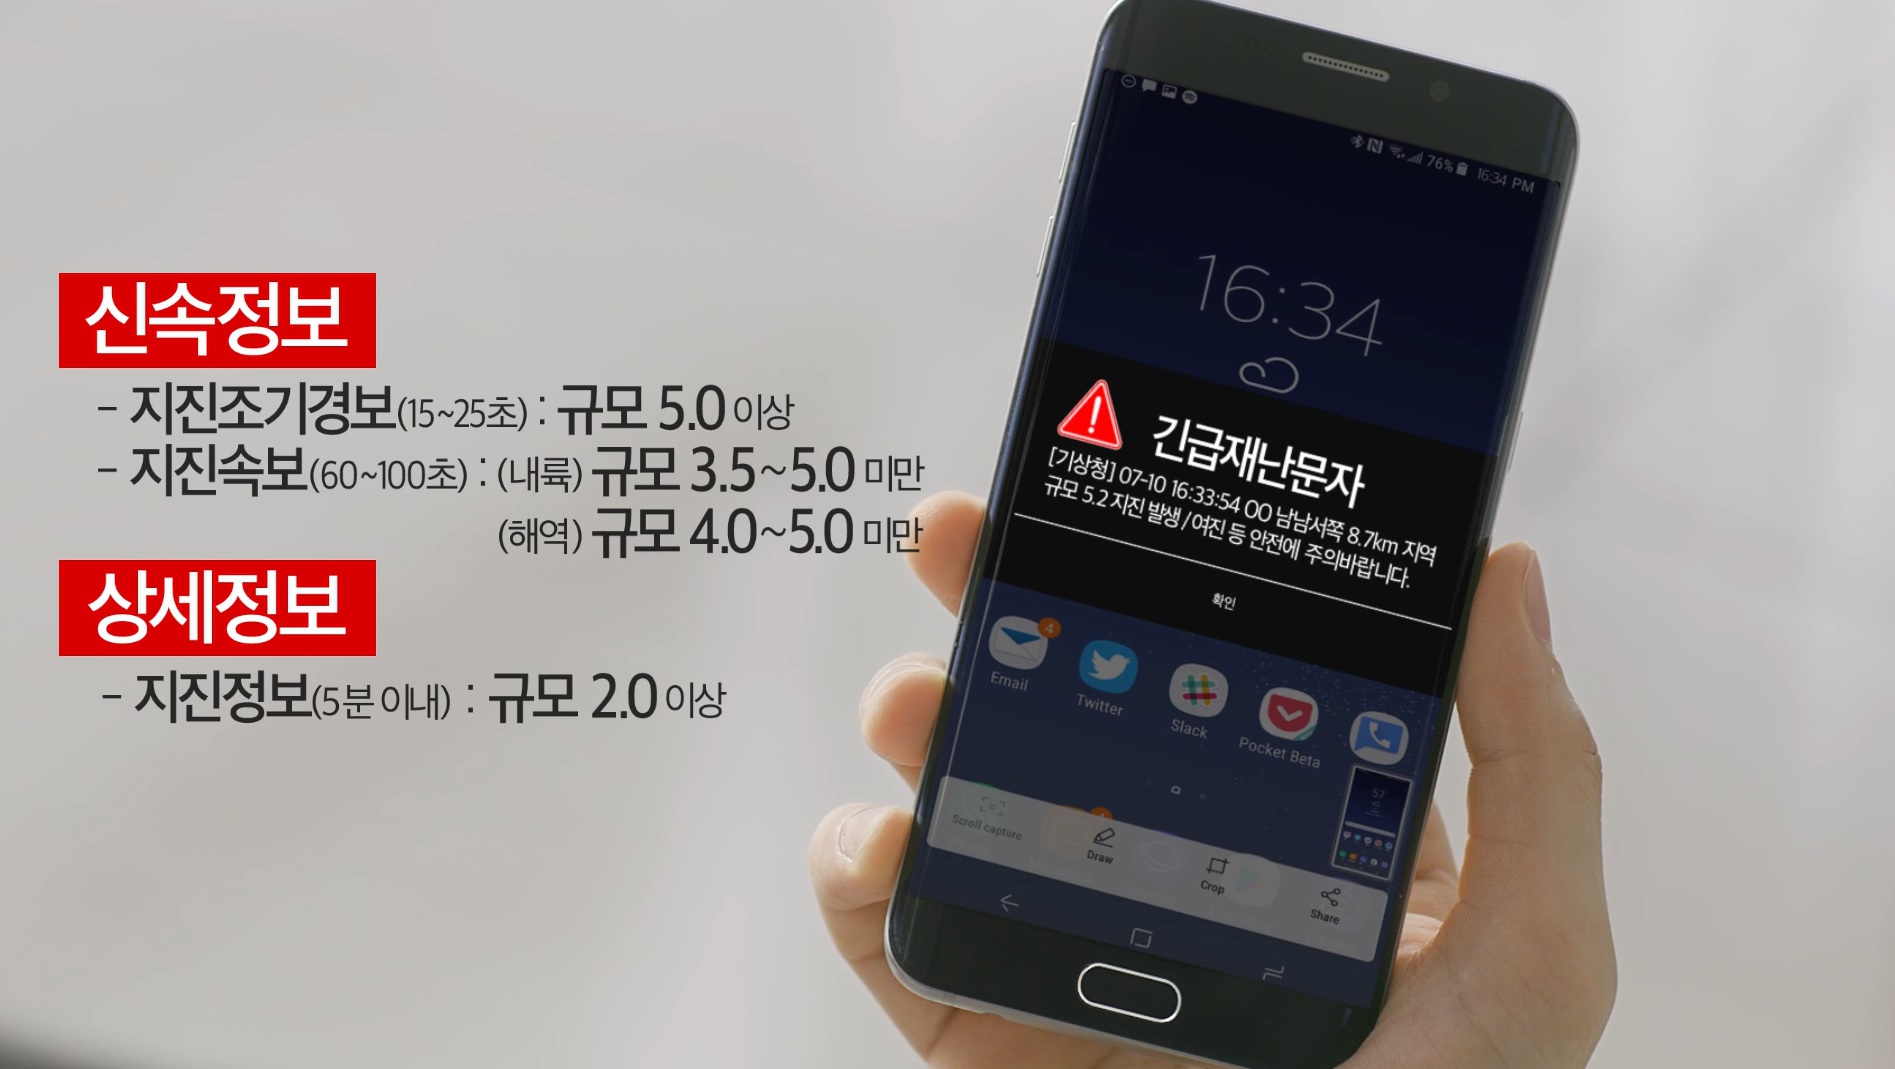 신속정보
- 지진조기경보(15~25초) : 규모 5.0 이상
- 지진속보(60~100초) : (내륙) 규모 3.5~5.0 미만
(해역) 규모 4.0~5.0 미만
상세정보
- 지진정보(5분 이내) : 규모 2.0 이상
76% 16:34 PM
16:34
긴급재난문자
[기상청] 07-10 16:33:54 OO 남남서쪽 8.7km 지역
규모 5.2 지진 발생/여진 등 안전에 주의바랍니다.
확인
4
Email
Twitter
Slack
Pocket Beta
57
Scroll capture
Draw
Crop
Share